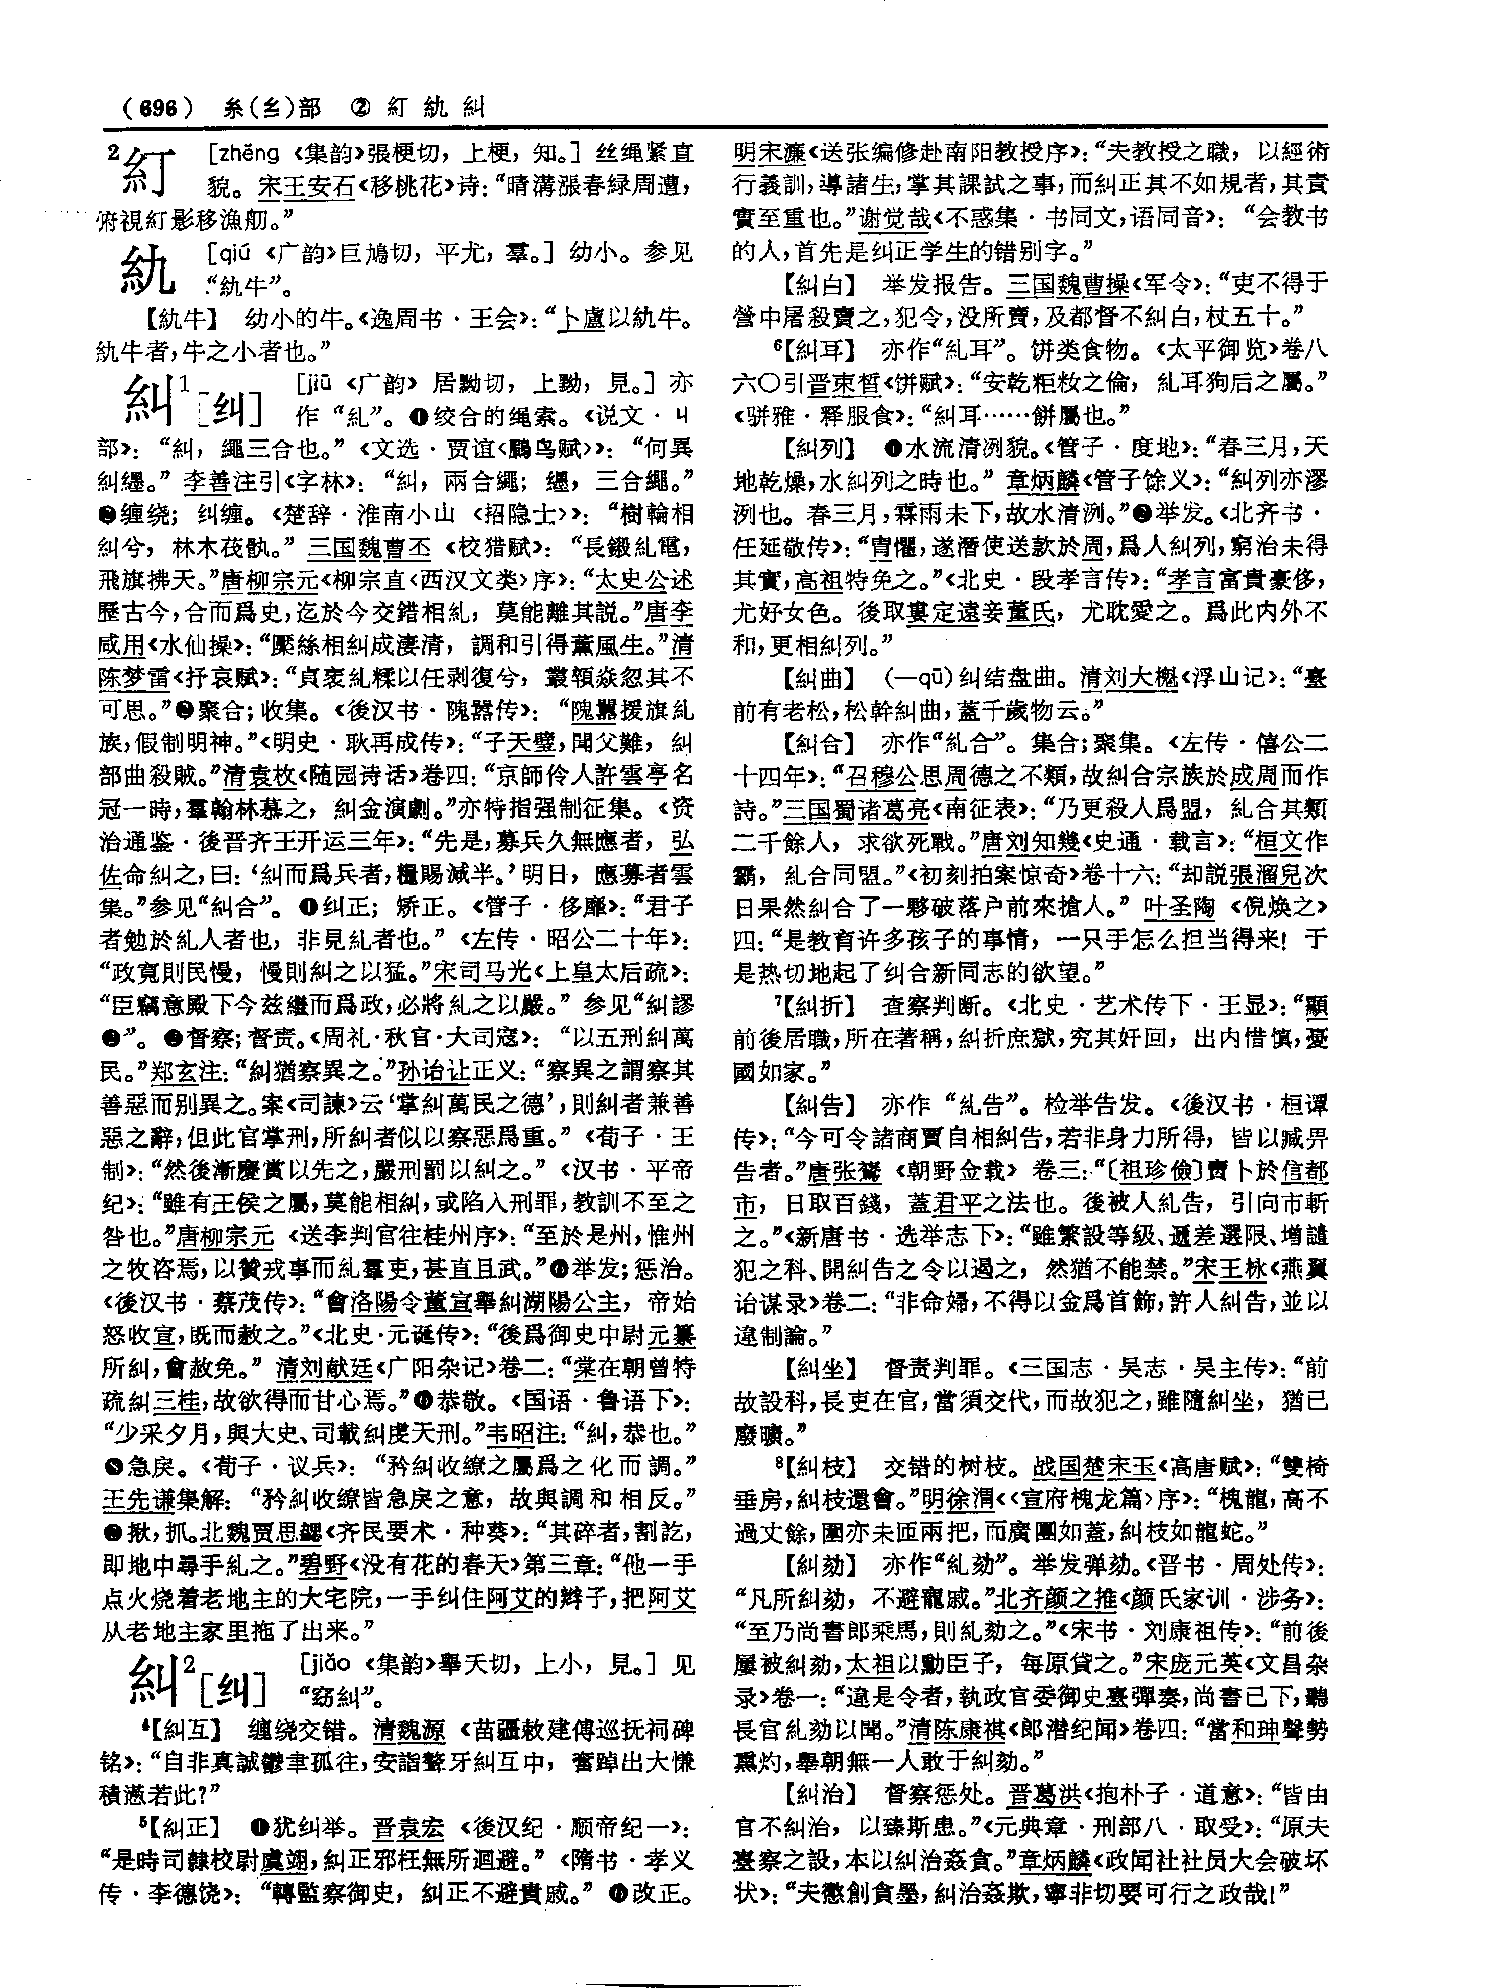 （696） 糸(纟)部 ② 糽 紈 糾
2糽 [zhěng《集韵》張梗切，上梗，知。] 丝绳紧直
貌。宋王安石《移桃花》诗：“晴溝漲春緑周遭，
俯視糽影移漁舠。”
[qiú《广韵》巨鳩切，平尤，羣。] 幼小。参见
牛”。
牛】 幼小的牛。《逸周书·王会》：“卜盧以
牛者，牛之小者也。”
糾1[纠] [jiū《广韵》居黝切，上黝，見。] 亦
作“糺”。❶绞合的绳索。《说文·丩
部》：“糾，繩三合也。”《文选·贾谊〈鵩鸟赋〉》：“何異
糾纆。”李善注引《字林》：“糾，兩合繩；纆，三合繩。”
❷缠绕；纠缠。《楚辞·淮南小山〈招隐士〉》：“樹輪相
糾兮，林木茷骫。”三国魏曹丕《校猎赋》：“長鎩糺電，
飛旗拂天。”唐柳宗元《柳宗直〈西汉文类〉序》：“太史公述
歷古今，合而爲史，迄於今交錯相糺，莫能離其説。”唐李
咸用《水仙操》：“檿絲相糾成凄清，調和引得薰風生。”清
陈梦雷《抒哀赋》：“貞衷糺糅以任剥復兮，叢領焱忽其不
可思。”❸聚合；收集。《後汉书·隗嚣传》：“隗囂援旗糺
族，假制明神。”《明史·耿再成传》：“子天璧，聞父難，糾
部曲殺賊。”清袁枚《随园诗话》卷四：“京師伶人許雲亭名
冠一時，羣翰林慕之，糾金演劇。”亦特指强制征集。《资
治通鉴·後晋齐王开运三年》：“先是，募兵久無應者，弘
佐命糾之，曰：‘糾而爲兵者，糧賜減半。’明日，應募者雲
集。”参见“糾合”。❹纠正；矫正。《管子·侈靡》：“君子
者勉於糺人者也，非見糺者也。”《左传·昭公二十年》：
“政寬則民慢，慢則糾之以猛。”宋司马光《上皇太后疏》：
“臣竊意殿下今兹繼而爲政，必將糺之以嚴。” 参见“糾謬
❷”。❺督察；督责。《周礼·秋官·大司寇》：“以五刑糾萬
民。”郑玄注：“糾猶察異之。”孙诒让正义：“察異之謂察其
善惡而别異之。案《司諫》云‘掌糾萬民之德’，則糾者兼善
惡之辭，但此官掌刑，所糾者似以察惡爲重。”《荀子·王
制》：“然後漸慶賞以先之，嚴刑罰以糾之。”《汉书·平帝
纪》：“雖有王侯之屬，莫能相糾，或陷入刑罪，教訓不至之
咎也。”唐柳宗元《送李判官往桂州序》：“至於是州，惟州
之牧咨焉，以贊戎事而糺羣吏，甚直且武。”❻举发；惩治。
《後汉书·蔡茂传》：“會洛陽令董宣舉糾湖陽公主，帝始
怒收宣，既而赦之。”《北史·元诞传》：“後爲御史中尉元纂
所糾，會赦免。” 清刘献廷《广阳杂记》卷二：“棠在朝曾特
疏糾三桂，故欲得而甘心焉。”❼恭敬。《国语·鲁语下》：
“少采夕月，與大史、司載糾虔天刑。”韦昭注：“糾，恭也。”
❽急戾。《荀子·议兵》：“矜糾收繚之屬爲之化而調。”
王先谦集解：“矜糾收繚皆急戾之意，故與調和相反。”
❾揪，抓。北魏贾思勰《齐民要术·种葵》：“其碎者，割訖，
即地中尋手糺之。”碧野《没有花的春天》第三章：“他一手
点火烧着老地主的大宅院，一手纠住阿艾的辫子，把阿艾
从老地主家里拖了出来。”
糾2[纠] [jiǎo《集韵》舉夭切，上小，見。] 见
“窈糾”。
4【糾互】 缠绕交错。清魏源《苗疆敕建傅巡抚祠碑
铭》：“自非真誠鬱聿孤往，安詣聱牙糾互中，奮踔出大慊
積懣若此？”
5【糾正】 ❶犹纠举。晋袁宏《後汉纪·顺帝纪一》：
“是時司隸校尉虞翊，糾正邪枉無所迴避。”《隋书·孝义
传·李德饶》：“轉監察御史，糾正不避貴戚。”❷改正。
明宋濂《送张编修赴南阳教授序》：“夫教授之職，以經術
行義訓，導諸生，掌其課試之事，而糾正其不如規者，其責
實至重也。”谢觉哉《不惑集·书同文，语同音》：“会教书
的人，首先是纠正学生的错别字。”
【糾白】 举发报告。三国魏曹操《军令》：“吏不得于
營中屠殺賣之，犯令，没所賣，及都督不糾白，杖五十。”
6【糾耳】 亦作“糺耳”。饼类食物。《太平御览》卷八
六〇引晋束皙《饼赋》：“安乾粔籹之倫，糺耳狗后之屬。”
《骈雅·释服食》：“糾耳……餅屬也。”
【糾列】 ❶水流清洌貌。《管子·度地》：“春三月，天
地乾燥，水糾列之時也。”章炳麟《管子馀义》：“糾列亦漻
洌也。春三月，霖雨未下，故水清洌。”❷举发。《北齐书·
任延敬传》：“胄懼，遂潛使送款於周，爲人糾列，窮治未得
其實，高祖特免之。”《北史·段孝言传》：“孝言富貴豪侈，
尤好女色。後取婁定遠妾董氏，尤耽愛之。爲此内外不
和，更相糾列。”
【糾曲】 (—qū) 纠结盘曲。清刘大櫆《浮山记》：“臺
前有老松，松幹糾曲，蓋千歲物云。”
【糾合】 亦作“糺合”。集合；聚集。《左传·僖公二
十四年》：“召穆公思周德之不類，故糾合宗族於成周而作
詩。”三国蜀诸葛亮《南征表》：“乃更殺人爲盟，糺合其類
二千餘人，求欲死戰。”唐刘知幾《史通·载言》：“桓文作
霸，糺合同盟。”《初刻拍案惊奇》卷十六：“却説張溜兒次
日果然糾合了一夥破落户前來搶人。” 叶圣陶《倪焕之》
四：“是教育许多孩子的事情，一只手怎么担当得来！于
是热切地起了纠合新同志的欲望。”
7【糾折】 查察判断。《北史·艺术传下·王显》：“顯
前後居職，所在著稱，糾折庶獄，究其奸回，出内惜慎，憂
國如家。”
【糾告】 亦作“糺告”。检举告发。《後汉书·桓谭
传》：“今可令諸商賈自相糾告，若非身力所得，皆以臧畀
告者。”唐张鷟《朝野佥载》卷三：“〔祖珍儉〕賣卜於信都
市，日取百錢，蓋君平之法也。後被人糺告，引向市斬
之。”《新唐书·选举志下》：“雖繁設等級、遞差選限、增譴
犯之科、開糾告之令以遏之，然猶不能禁。”宋王栐《燕翼
诒谋录》卷二：“非命婦，不得以金爲首飾，許人糾告，並以
違制論。”
【糾坐】 督责判罪。《三国志·吴志·吴主传》：“前
故設科，長吏在官，當須交代，而故犯之，雖隨糾坐，猶已
廢曠。”
8【糾枝】 交错的树枝。战国楚宋玉《高唐赋》：“雙椅
垂房，糾枝還會。”明徐渭《〈宣府槐龙篇〉序》：“槐龍，高不
過丈餘，圍亦未匝兩把，而廣團如蓋，糾枝如龍蛇。”
【糾劾】 亦作“糺劾”。举发弹劾。《晋书·周处传》：
“凡所糾劾，不避寵戚。”北齐颜之推《颜氏家训·涉务》：
“至乃尚書郎乘馬，則糺劾之。”《宋书·刘康祖传》：“前後
屢被糾劾，太祖以勳臣子，每原貸之。”宋庞元英《文昌杂
录》卷一：“違是令者，執政官委御史臺彈奏，尚書已下，聽
長官糺劾以聞。”清陈康祺《郎潜纪闻》卷四：“當和珅聲勢
熏灼，舉朝無一人敢于糾劾。”
【糾治】 督察惩处。晋葛洪《抱朴子·道意》：“皆由
官不糾治，以臻斯患。”《元典章·刑部八·取受》：“原夫
臺察之設，本以糾治姦貪。”章炳麟《政闻社社员大会破坏
状》：“夫懲創貪墨，糾治姦欺，寧非切要可行之政哉！”